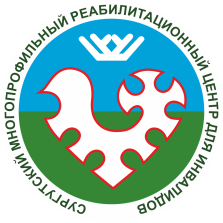 СУРГУТСКИЙ МНОГОПРОФИЛЬНЫЙ РЕАБИЛИТАЦИОННЫЙ ЦЕНТР ДЛЯ ИНВАЛИДОВ